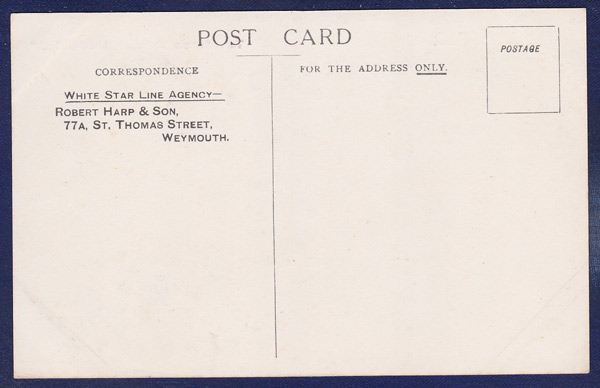 POST CARD
CORRESPONDENCE
WHITE STAR LINE AGENCY—
ROBERT HARP & SON,
77A, ST. THOMAS STREET,
WEYMOUTH.
FOR THE ADDRESS ONLY.
POSTAGE